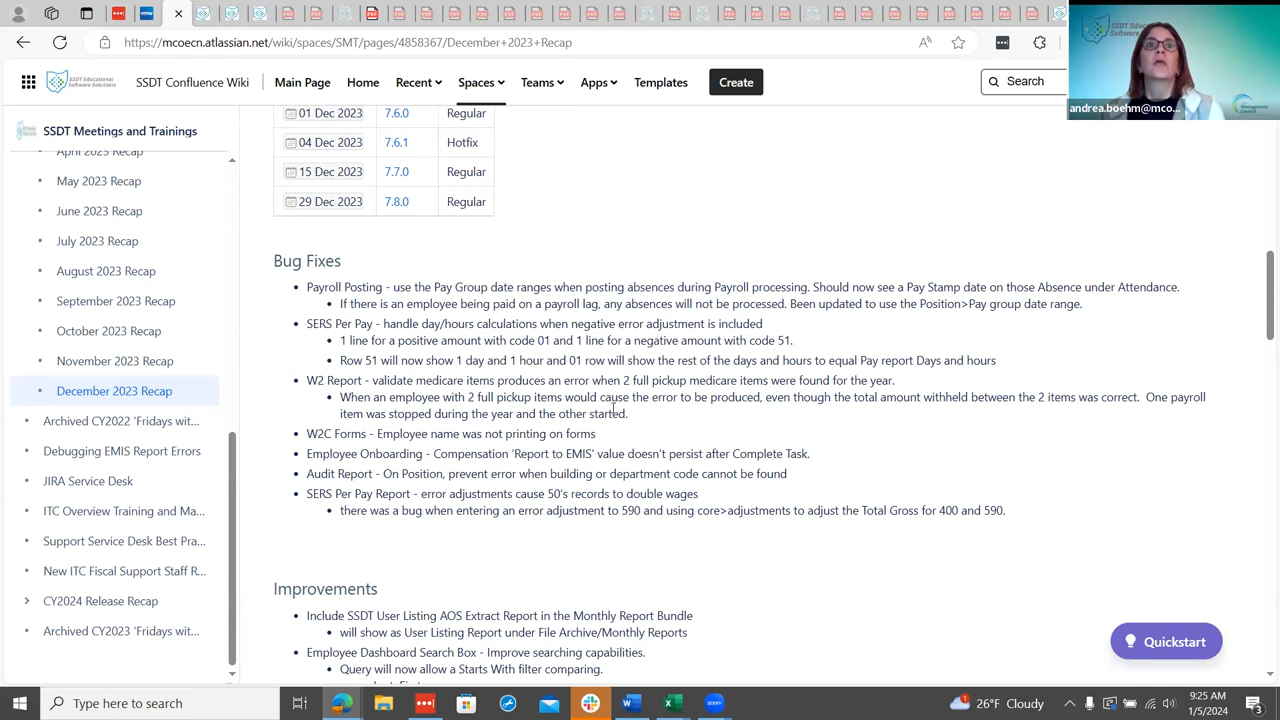 https://mcoecn.atlassian.net/wiki/spaces/SMT/pages/4858367/December+2023+Recap
SSDT Confluence Wiki
Main Page
Home
Recent
Spaces
Teams
Apps
Templates
Create
Search
andrea.boehm@mco...
SSDT Meetings and Trainings
April 2023 Recap
May 2023 Recap
June 2023 Recap
July 2023 Recap
August 2023 Recap
September 2023 Recap
October 2023 Recap
November 2023 Recap
December 2023 Recap
Archived CY2022 'Fridays wit...
Debugging EMIS Report Errors
JIRA Service Desk
ITC Overview Training and Ma...
Support Service Desk Best Pra...
New ITC Fiscal Support Staff R...
CY2024 Release Recap
Archived CY2023 'Fridays wit...
01 Dec 2023 7.6.0 Regular
04 Dec 2023 7.6.1 Hotfix
15 Dec 2023 7.7.0 Regular
29 Dec 2023 7.8.0 Regular
Bug Fixes
Payroll Posting - use the Pay Group date ranges when posting absences during Payroll processing. Should now see a Pay Stamp date on those Absence under Attendance.
If there is an employee being paid on a payroll lag, any absences will not be processed. Been updated to use the Position>Pay group date range.
SERS Per Pay - handle day/hours calculations when negative error adjustment is included
1 line for a positive amount with code 01 and 1 line for a negative amount with code 51.
Row 51 will now show 1 day and 1 hour and 01 row will show the rest of the days and hours to equal Pay report Days and hours
W2 Report - validate medicare items produces an error when 2 full pickup medicare items were found for the year.
When an employee with 2 full pickup items would cause the error to be produced, even though the total amount withheld between the 2 items was correct. One payroll
item was stopped during the year and the other started.
W2C Forms - Employee name was not printing on forms
Employee Onboarding - Compensation 'Report to EMIS' value doesn't persist after Complete Task.
Audit Report - On Position, prevent error when building or department code cannot be found
SERS Per Pay Report - error adjustments cause 50's records to double wages
there was a bug when entering an error adjustment to 590 and using core>adjustments to adjust the Total Gross for 400 and 590.
Improvements
Include SSDT User Listing AOS Extract Report in the Monthly Report Bundle
will show as User Listing Report under File Archive/Monthly Reports
Employee Dashboard Search Box - Improve searching capabilities.
Query will now allow a Starts With filter comparing.
Quickstart
Type here to search
26°F Cloudy
9:25 AM
1/5/2024